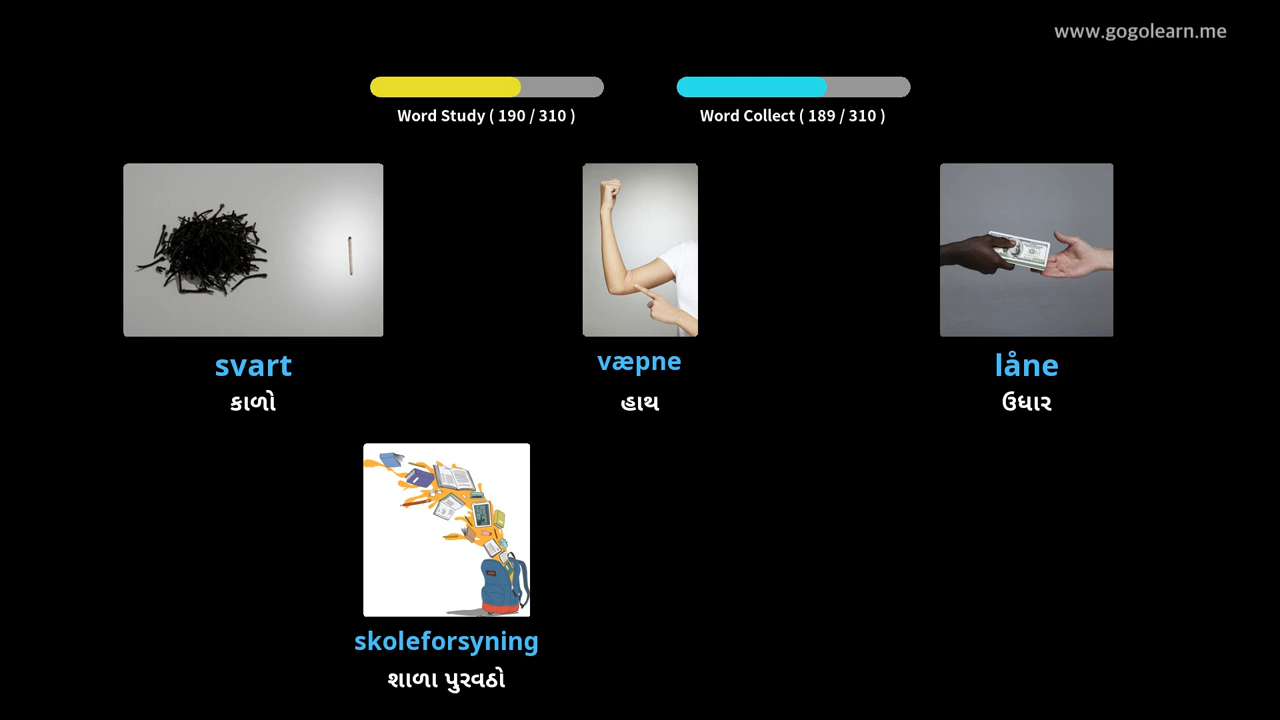 www.gogolearn.me
Word Study ( 190 / 310 )
Word Collect ( 189 / 310 )
svart
væpne
låne
કાળો
હાથ
ઉધાર
skoleforsyning
શાળા પુરવઠો